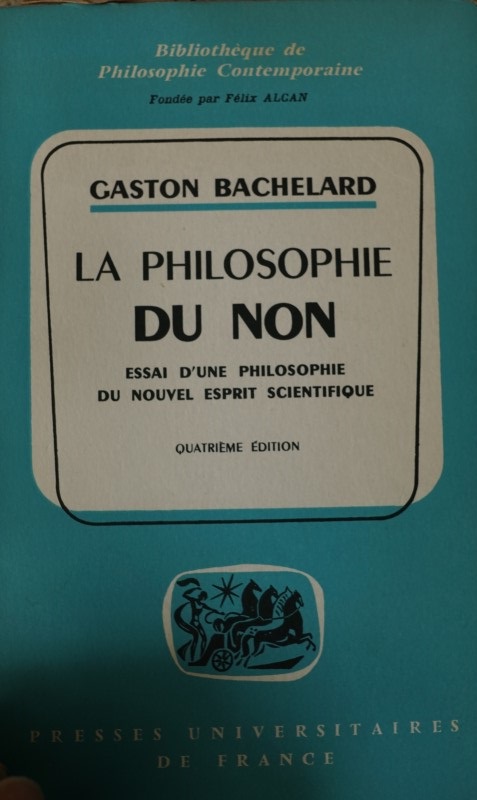 Bibliothèque de
Philosophie Contemporaine
Fondée par Félix ALCAN
GASTON BACHELARD
LA PHILOSOPHIE
DU NON
ESSAI D'UNE PHILOSOPHIE
DU NOUVEL ESPRIT SCIENTIFIQUE
QUATRIÈME ÉDITION
PRESSES UNIVERSITAIRES
DE FRANCE